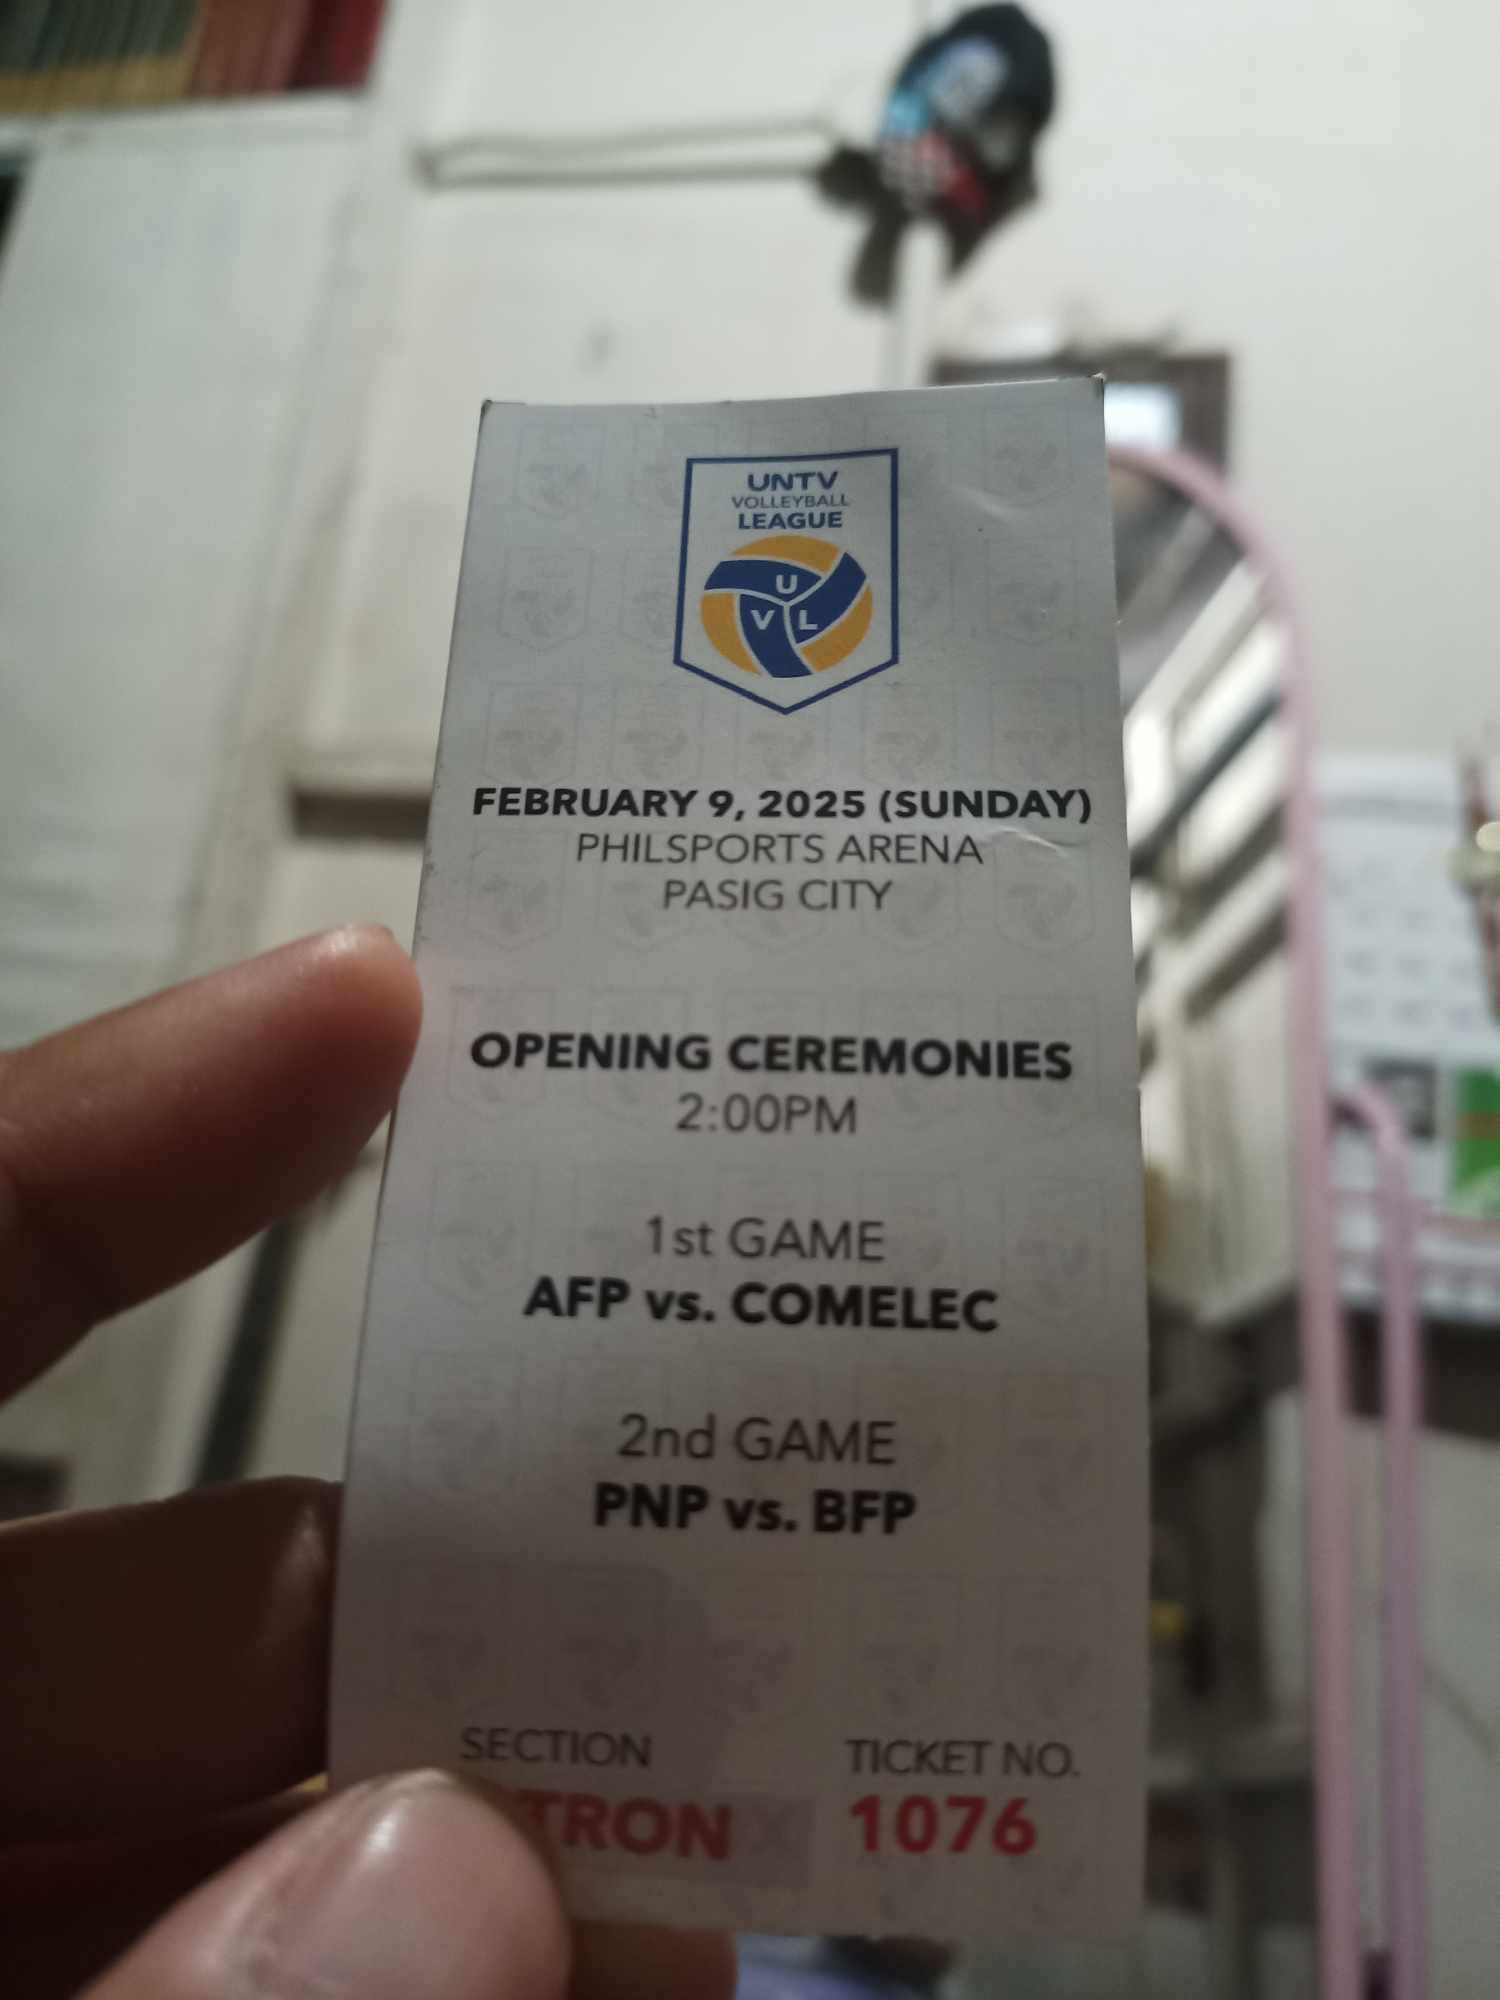 UNTV
VOLLEYBALL
LEAGUE
U
V L
FEBRUARY 9, 2025 (SUNDAY)
PHILSPORTS ARENA
PASIG CITY
OPENING CEREMONIES
2:00PM
1st GAME
AFP vs. COMELEC
2nd GAME
PNP vs. BFP
SECTION
TICKET NO.
1076